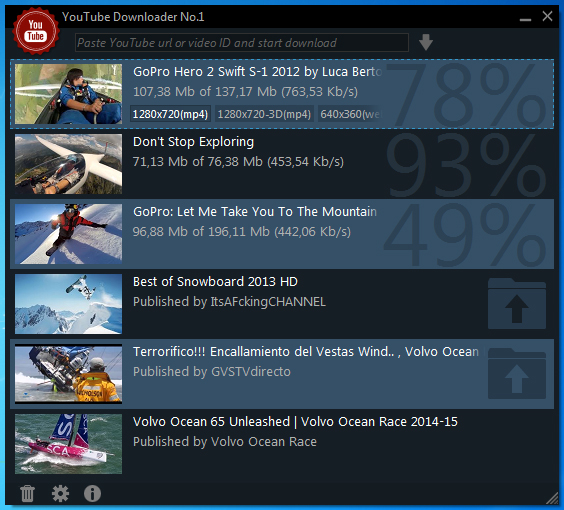 You
Tube
YouTube Downloader No.1
Paste YouTube url or video ID and start download
GoPro Hero 2 Swift S-1 2012 by Luca Berto
107,38 Mb of 137,17 Mb (763,53 Kb/s)
78%
1280x720(mp4) 1280x720-3D(mp4) 640x360(we
Don't Stop Exploring
71,13 Mb of 76,38 Mb (453,54 Kb/s)
93%
GoPro: Let Me Take You To The Mountain
96,88 Mb of 196,11 Mb (442,06 Kb/s)
49%
Best of Snowboard 2013 HD
Published by ItsAFckingCHANNEL
Terrorifico!!! Encallamiento del Vestas Wind.. , Volvo Ocean
Published by GVSTVdirecto
Volvo Ocean 65 Unleashed | Volvo Ocean Race 2014-15
Published by Volvo Ocean Race
SCA